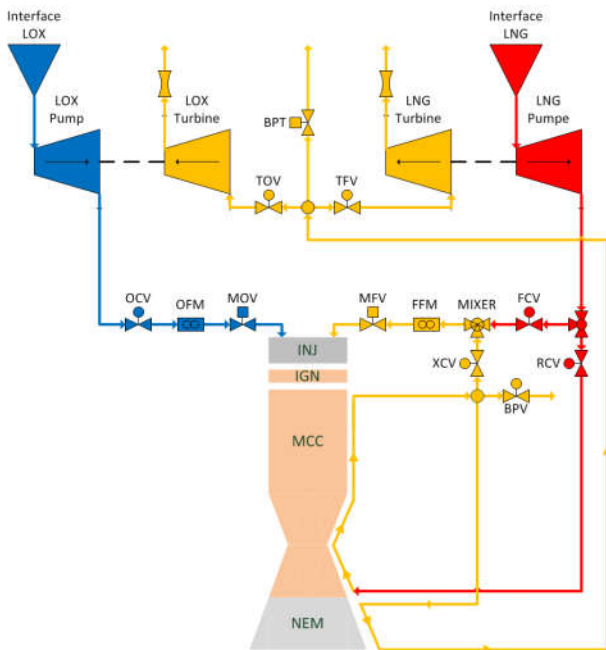 Interface
LOX
Interface
LNG
LOX
Pump
LOX
Turbine
BPT
LNG
Turbine
LNG
Pumpe
TOV
TFV
OCV
OFM
MOV
MFV
FFM
MIXER
FCV
INJ
IGN
XCV
RCV
BPV
MCC
NEM